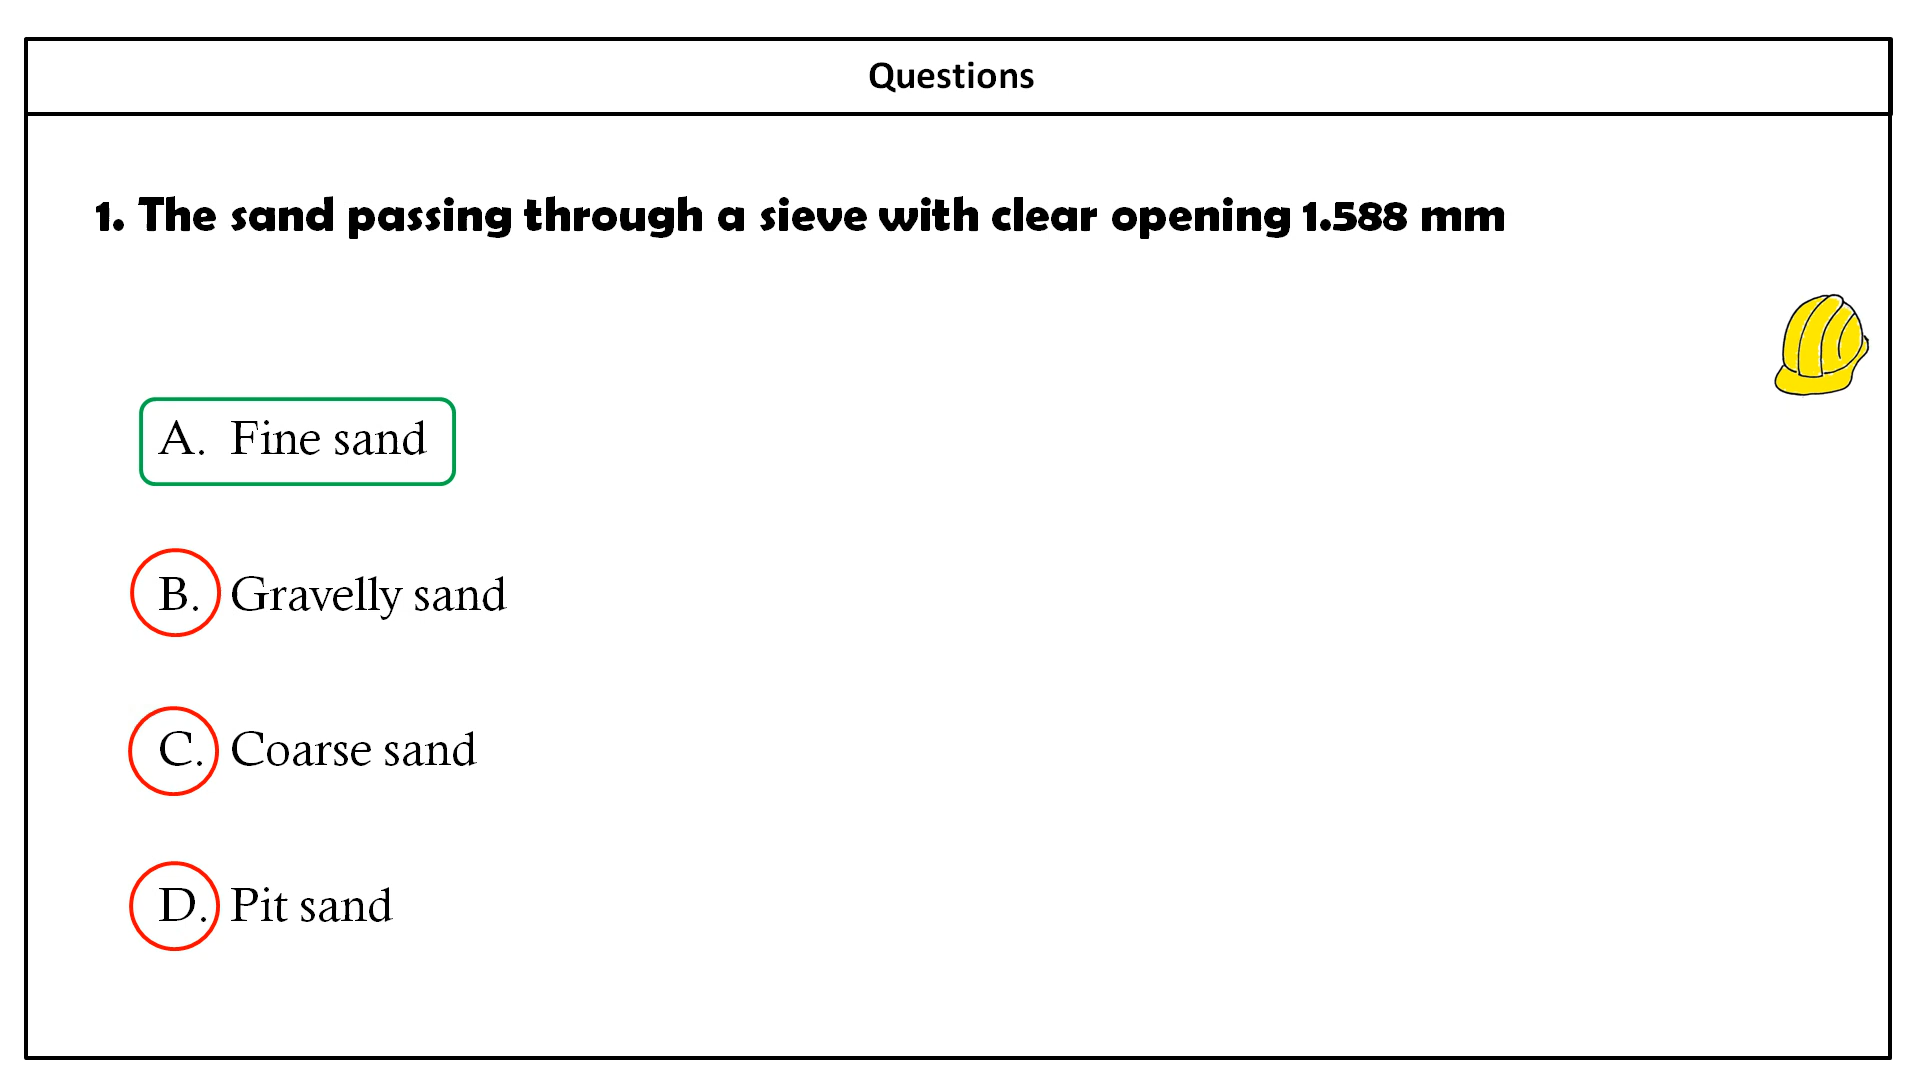 Questions
1. The sand passing through a sieve with clear opening 1.588 mm
A. Fine sand
B. Gravelly sand
C. Coarse sand
D. Pit sand